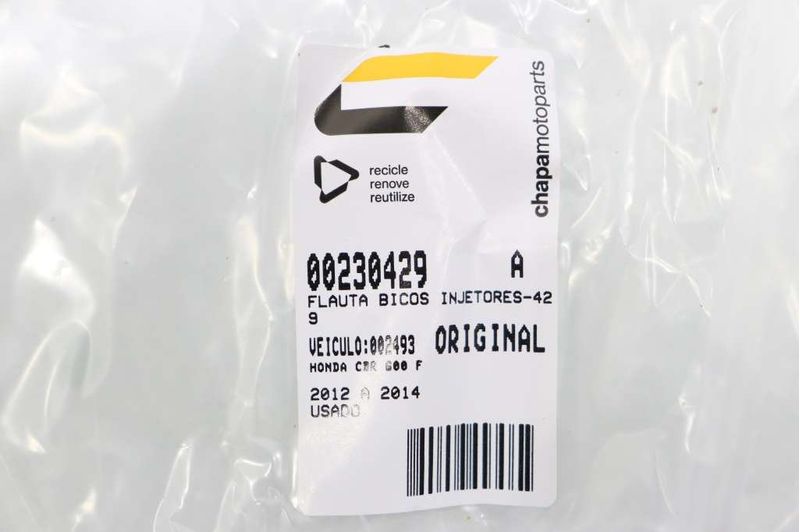 chapamotoparts
recicle
renove
reutilize
00230429 A
FLAUTA BICOS INJETORES-42
9
VEICULO:002493 ORIGINAL
HONDA CBR 600 F
2012 A 2014
USADO